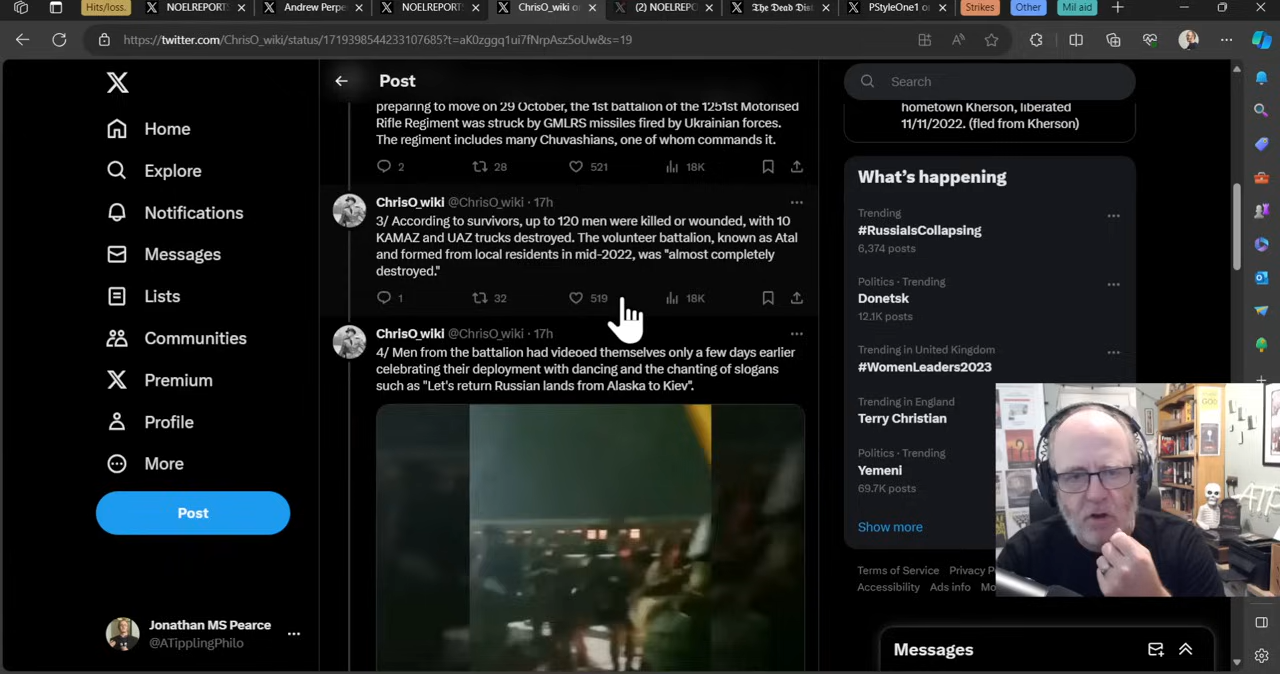 Hits/loss.
NOELREPORTS
Andrew Perpe
NOELREPORT
ChrisO_wiki or
(2) NOELREPO
The Dead Dist
PStyleOne1 o
Strikes
Other
Mil aid
https://twitter.com/ChrisO_wiki/status/1719398544233107685?t=aK0zggq1ui7fNrpAsz5oUw&s=19
X
Home
Explore
Notifications
Messages
Lists
Communities
Premium
Profile
More
Post
Jonathan MS Pearce
@ATipplingPhilo
Post
preparing to move on 29 October, the 1st battalion of the 1251st Motorised
Rifle Regiment was struck by GMLRS missiles fired by Ukrainian forces.
The regiment includes many Chuvashians, one of whom commands it.
2 28 521 18K
ChrisO_wiki @ChrisO_wiki · 17h
3/ According to survivors, up to 120 men were killed or wounded, with 10
KAMAZ and UAZ trucks destroyed. The volunteer battalion, known as Atal
and formed from local residents in mid-2022, was "almost completely
destroyed."
1 32 519 18K
ChrisO_wiki @ChrisO_wiki · 17h
4/ Men from the battalion had videoed themselves only a few days earlier
celebrating their deployment with dancing and the chanting of slogans
such as "Let's return Russian lands from Alaska to Kiev".
Search
hometown Kherson, liberated
11/11/2022. (fled from Kherson)
What's happening
Trending
#RussiaIsCollapsing
6,374 posts
Politics · Trending
Donetsk
12.1K posts
Trending in United Kingdom
#WomenLeaders2023
Trending in England
Terry Christian
Politics · Trending
Yemeni
69.7K posts
Show more
Terms of Service Privacy P
Accessibility Ads info Mo
ATP
Messages